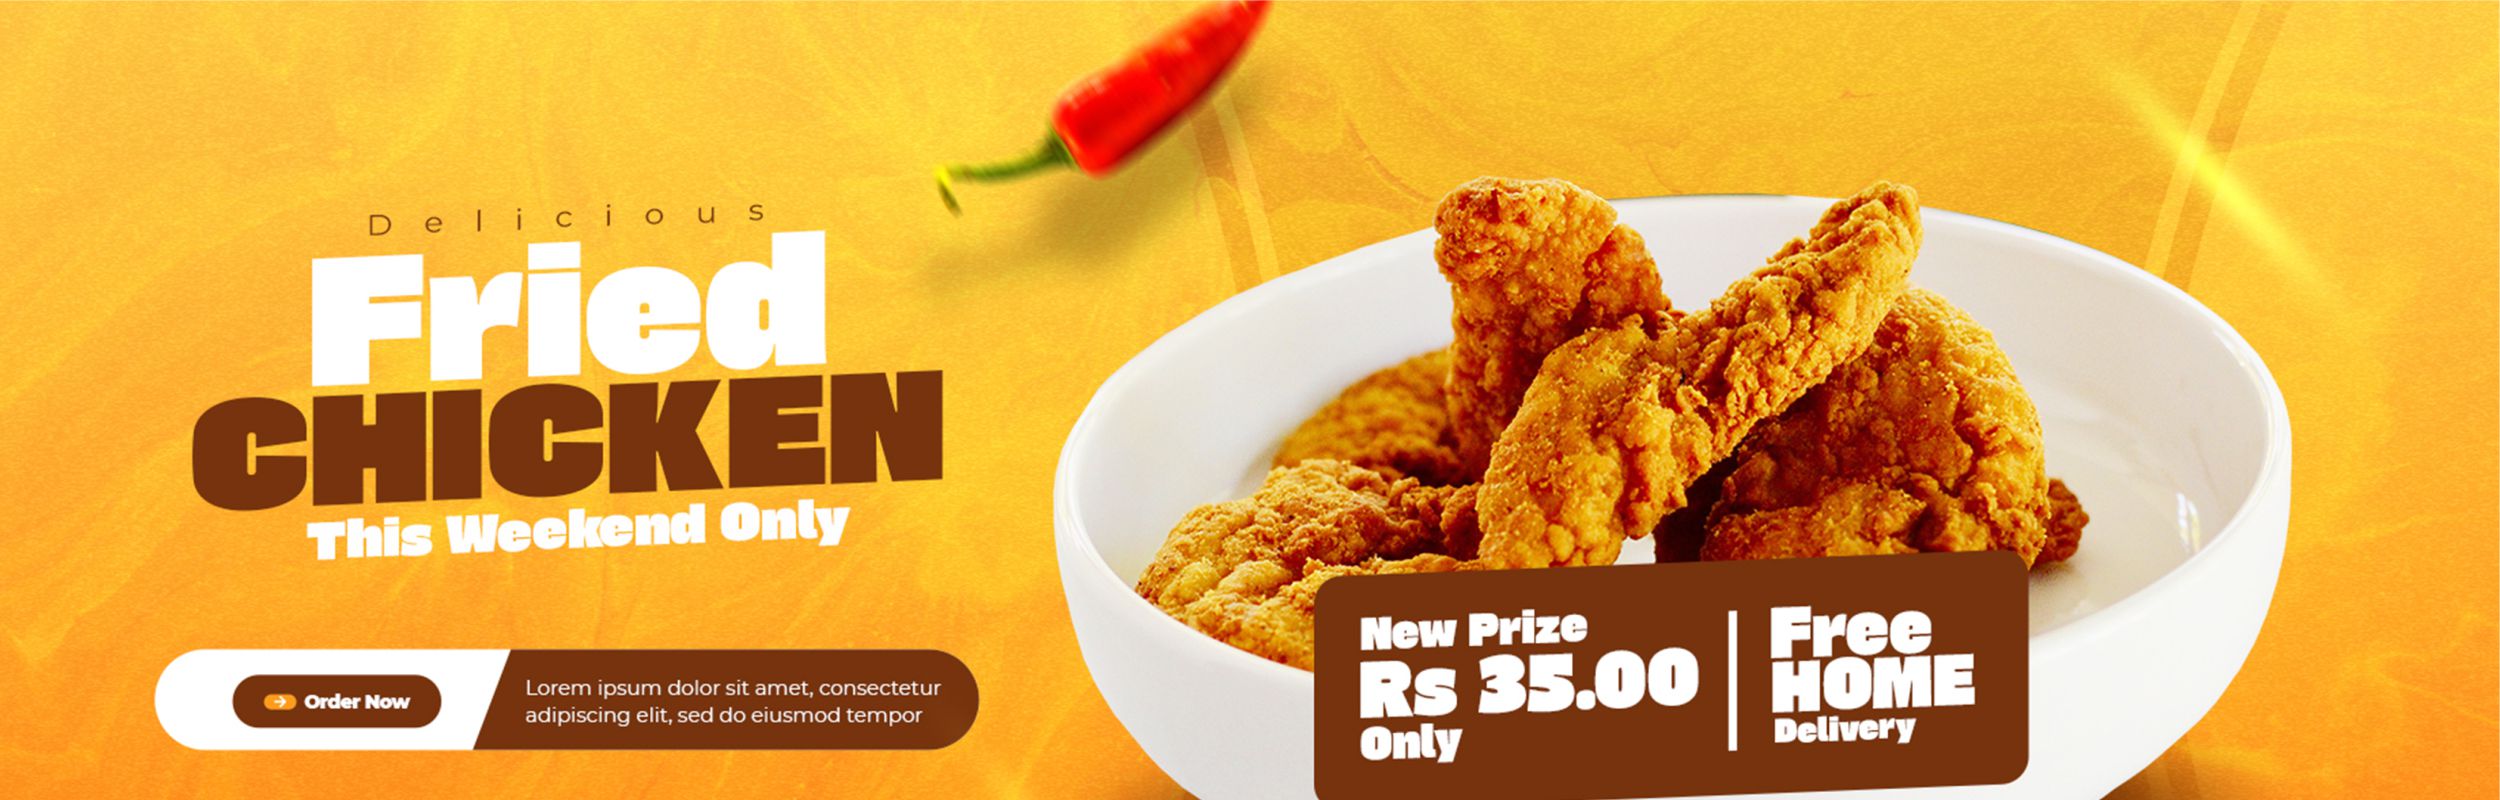 Delicious
Fried
CHICKEN
This Weekend Only
Order Now
Lorem ipsum dolor sit amet, consectetur
adipiscing elit, sed do eiusmod tempor
New Prize
Rs 35.00
Only
Free
HOME
Delivery